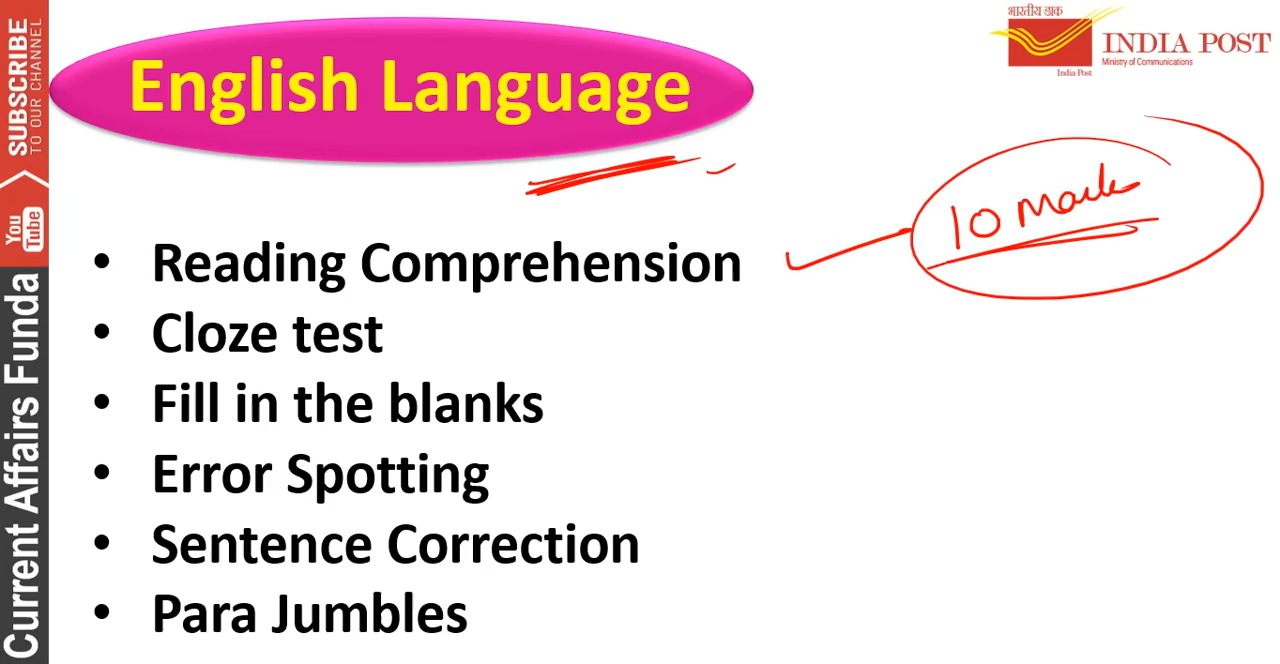 SUBSCRIBE
TO OUR CHANNEL
You
Tube
Current Affairs Funda
English Language
भारतीय डाक
INDIA POST
Ministry of Communications
India Post
10 Mark
• Reading Comprehension
• Cloze test
• Fill in the blanks
• Error Spotting
• Sentence Correction
• Para Jumbles